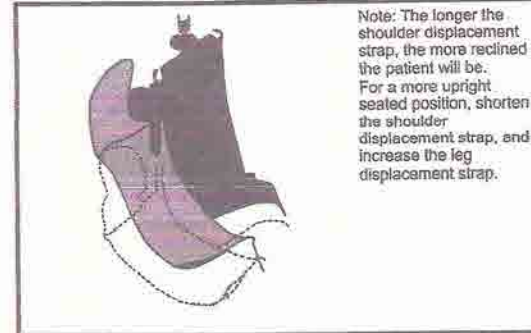 Note: The longer the
shoulder displacement
strap, the more reclined
the patient will be.
For a more upright
seated position, shorten
the shoulder
displacement strap, and
increase the leg
displacement strap.